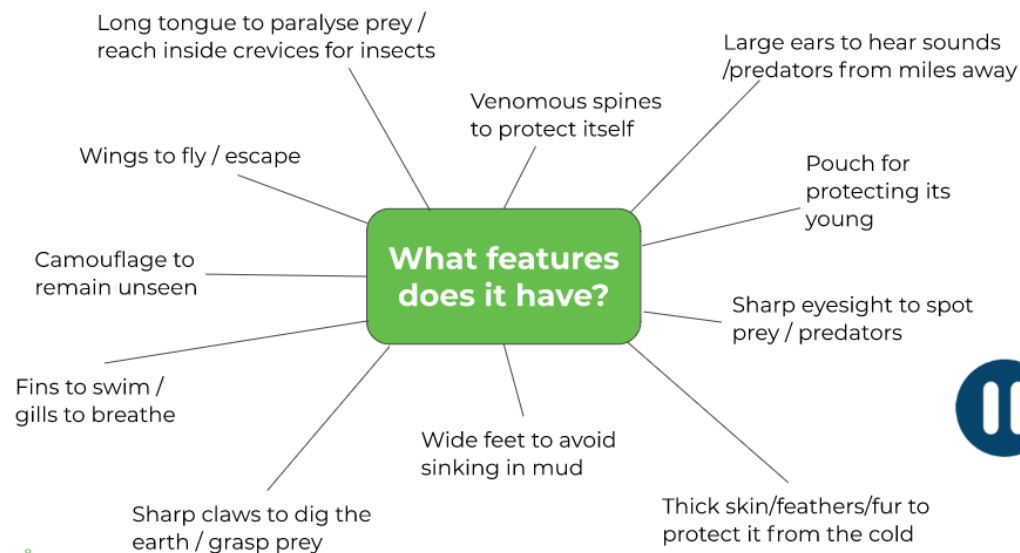 Long tongue to paralyse prey /
reach inside crevices for insects
Large ears to hear sounds
/predators from miles away
Venomous spines
to protect itself
Wings to fly / escape
Pouch for
protecting its
young
What features
does it have?
Camouflage to
remain unseen
Sharp eyesight to spot
prey / predators
Fins to swim /
gills to breathe
Wide feet to avoid
sinking in mud
Sharp claws to dig the
earth / grasp prey
Thick skin/feathers/fur to
protect it from the cold